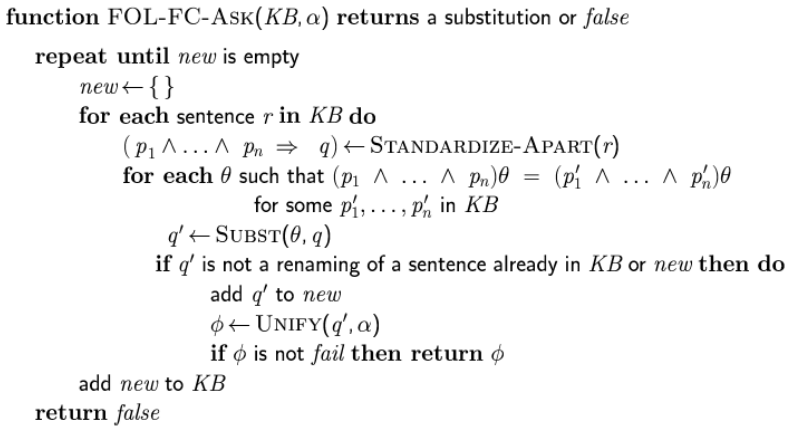 function FOL-FC-ASK(KB, α) returns a substitution or false
repeat until new is empty
new ← { }
for each sentence r in KB do
( p₁ ∧ … ∧ pₙ ⇒ q) ← STANDARDIZE-APART(r)
for each θ such that (p₁ ∧ … ∧ pₙ)θ = (p′₁ ∧ … ∧ p′ₙ)θ
for some p′₁, …, p′ₙ in KB
q′ ← SUBST(θ, q)
if q′ is not a renaming of a sentence already in KB or new then do
add q′ to new
ϕ ← UNIFY(q′, α)
if ϕ is not fail then return ϕ
add new to KB
return false